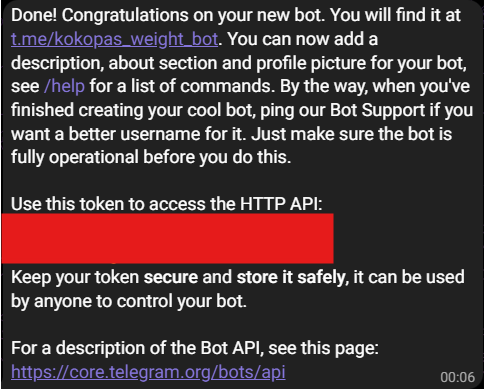 Done! Congratulations on your new bot. You will find it at
t.me/kokopas_weight_bot. You can now add a
description, about section and profile picture for your bot,
see /help for a list of commands. By the way, when you've
finished creating your cool bot, ping our Bot Support if you
want a better username for it. Just make sure the bot is
fully operational before you do this.
Use this token to access the HTTP API:
Keep your token secure and store it safely, it can be used
by anyone to control your bot.
For a description of the Bot API, see this page:
https://core.telegram.org/bots/api
00:06